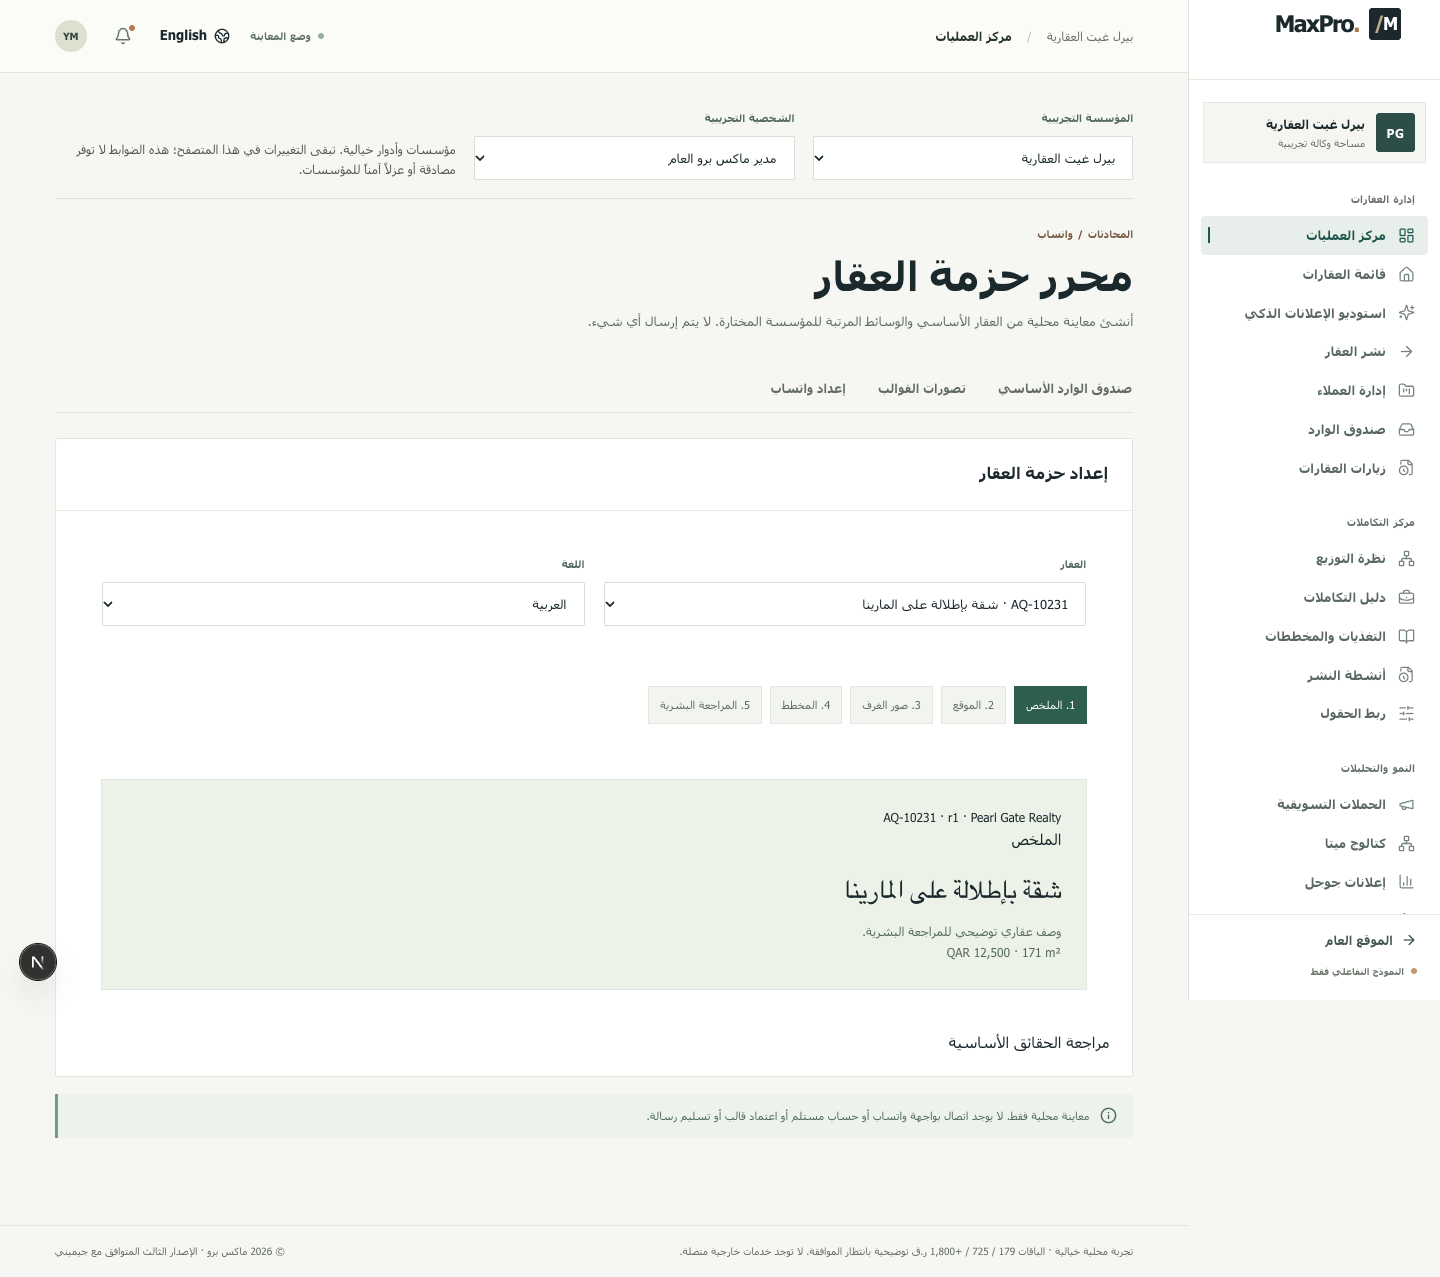 MaxPro. /M
PG بيرل غيت العقارية
مساحة وكالة تجريبية
إدارة العقارات
مركز العمليات
قائمة العقارات
استوديو الإعلانات الذكي
نشر العقار
إدارة العملاء
صندوق الوارد
زيارات العقارات
مركز التكاملات
نظرة التوزيع
دليل التكاملات
التغذيات والمخططات
أنشطة النشر
ربط الحقول
النمو والتحليلات
الحملات التسويقية
كتالوج ميتا
إعلانات جوجل
الموقع العام
النموذج التفاعلي فقط
بيرل غيت العقارية / مركز العمليات
وضع المعاينة
English
YM
المؤسسة التجريبية
بيرل غيت العقارية
الشخصية التجريبية
مدير ماكس برو العام
مؤسسات وأدوار خيالية. تبقى التغييرات في هذا المتصفح؛ هذه الضوابط لا توفر
مصادقة أو عزلاً آمناً للمؤسسات.
المحادثات / واتساب
محرر حزمة العقار
أنشئ معاينة محلية من العقار الأساسي والوسائط المرتبة للمؤسسة المختارة. لا يتم إرسال أي شيء.
صندوق الوارد الأساسي
تصورات القوالب
إعداد واتساب
إعداد حزمة العقار
العقار
AQ-10231 · شقة بإطلالة على المارينا
اللغة
العربية
1. الملخص
2. الموقع
3. صور الغرف
4. المخطط
5. المراجعة البشرية
AQ-10231 · r1 · Pearl Gate Realty
الملخص
شقة بإطلالة على المارينا
وصف عقاري توضيحي للمراجعة البشرية.
QAR 12,500 · 171 m²
مراجعة الحقائق الأساسية
معاينة محلية فقط. لا يوجد اتصال بواجهة واتساب أو حساب مستلم أو اعتماد قالب أو تسليم رسالة.
تجربة محلية خيالية · الباقات 179 / 725 / +1,800 ر.ق توضيحية بانتظار الموافقة. لا توجد خدمات خارجية متصلة.
© 2026 ماكس برو · الإصدار الثالث المتوافق مع جيميني
N